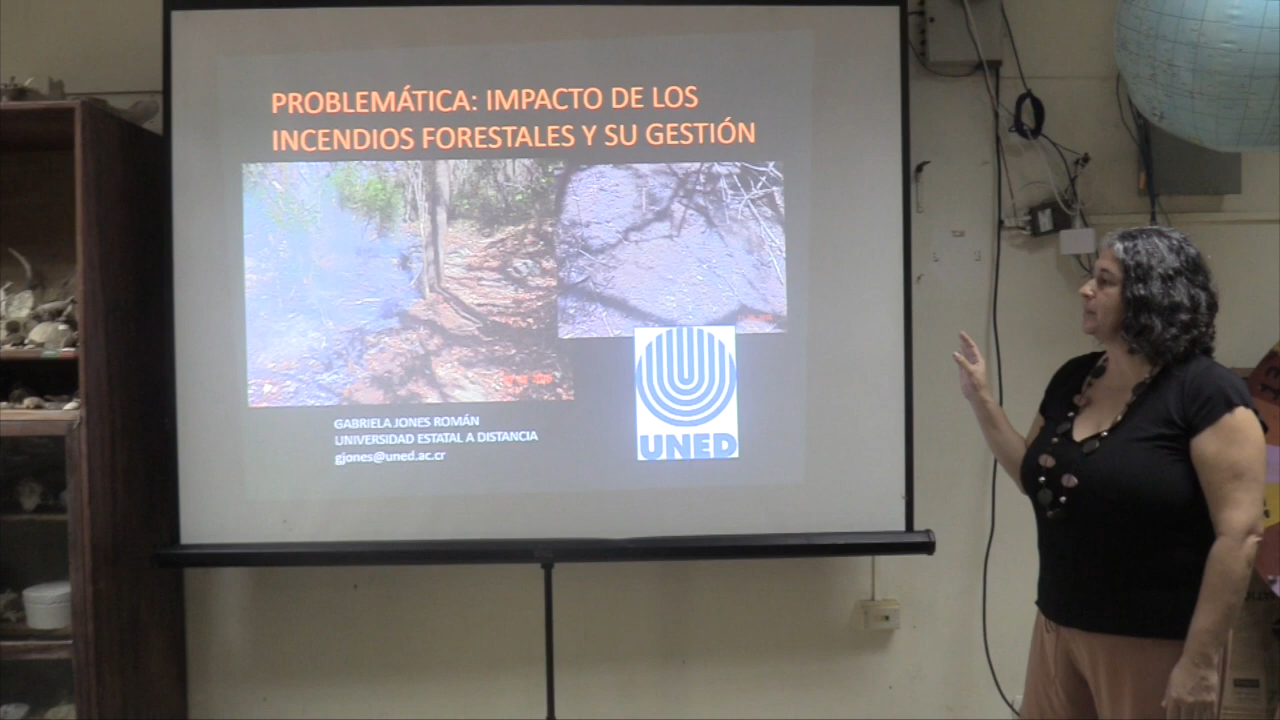 PROBLEMÁTICA: IMPACTO DE LOS
INCENDIOS FORESTALES Y SU GESTIÓN
GABRIELA JONES ROMÁN
UNIVERSIDAD ESTATAL A DISTANCIA
gjones@uned.ac.cr
UNED